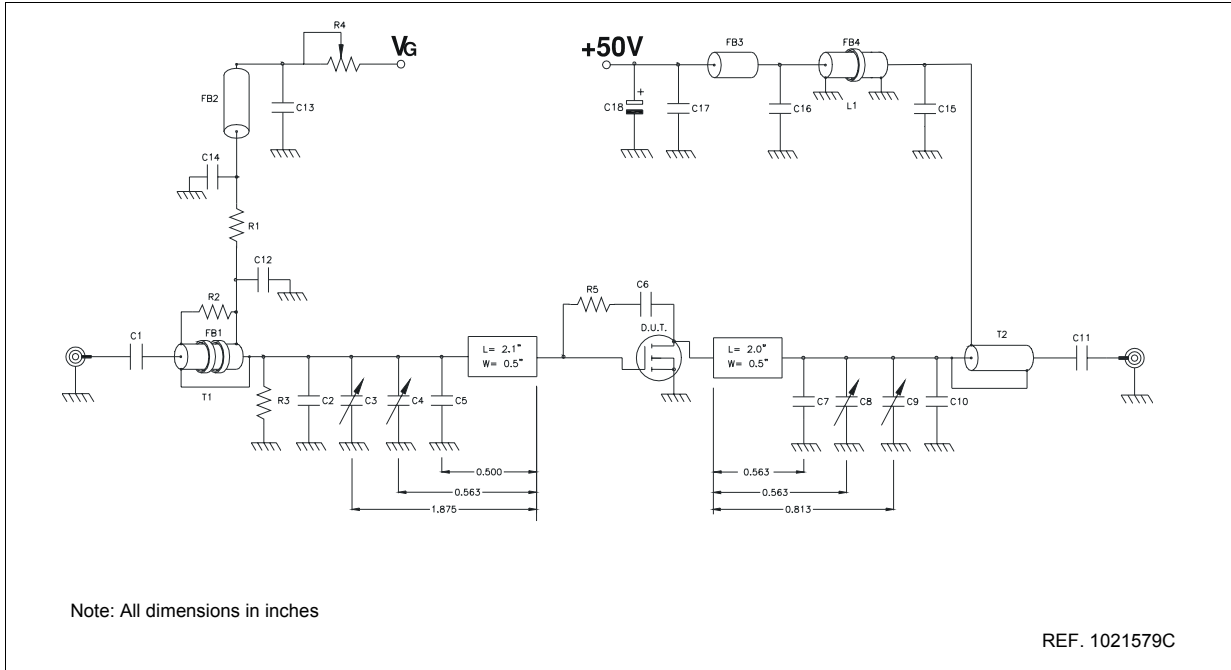 R4
VG
+50V
FB3
FB4
FB2
C13
C18
+
C17
C16
L1
C15
C14
R1
C12
R2
FB1
C1
T1
R5
C6
D.U.T.
L= 2.1"
W= 0.5"
L= 2.0"
W= 0.5"
T2
C11
R3
C2
C3
C4
C5
C7
C8
C9
C10
0.500
0.563
1.875
0.563
0.563
0.813
Note: All dimensions in inches
REF. 1021579C